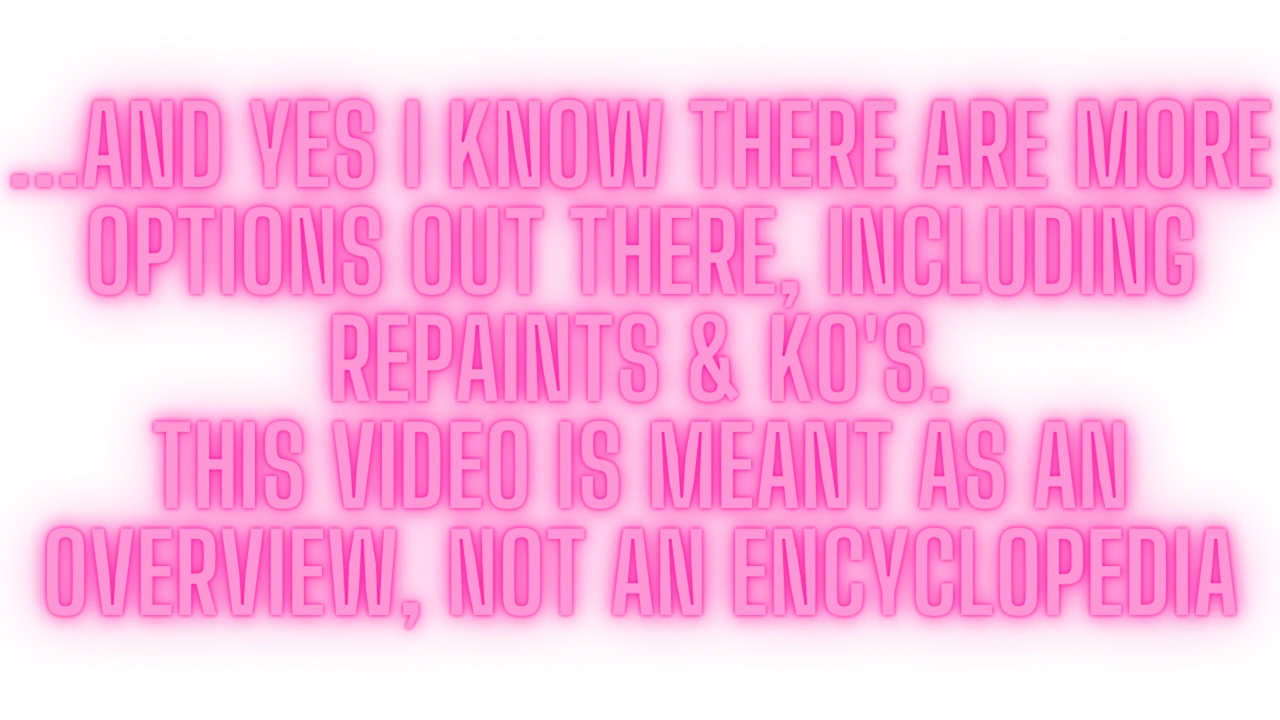 ...AND YES I KNOW THERE ARE MORE
OPTIONS OUT THERE, INCLUDING
REPAINTS & KO'S.
THIS VIDEO IS MEANT AS AN
OVERVIEW, NOT AN ENCYCLOPEDIA